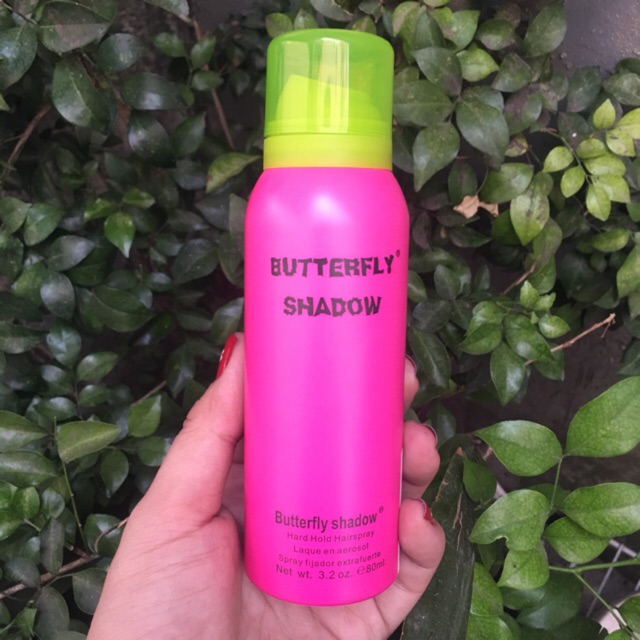 BUTTERFLY®
SHADOW
Butterfly shadow®
Hard Hold Hairspray
Laque en aerosol
Spray fijador extrafuerte
Net wt. 3.2 oz. ℮80ml.